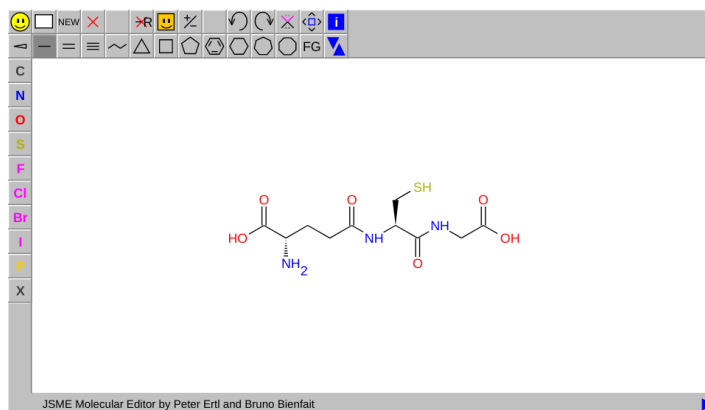 NEW R +/-
FG
C
N
O
S
F
Cl
Br
I
P
X
SH
O O O
HO NH NH OH
NH2 O
JSME Molecular Editor by Peter Ertl and Bruno Bienfait